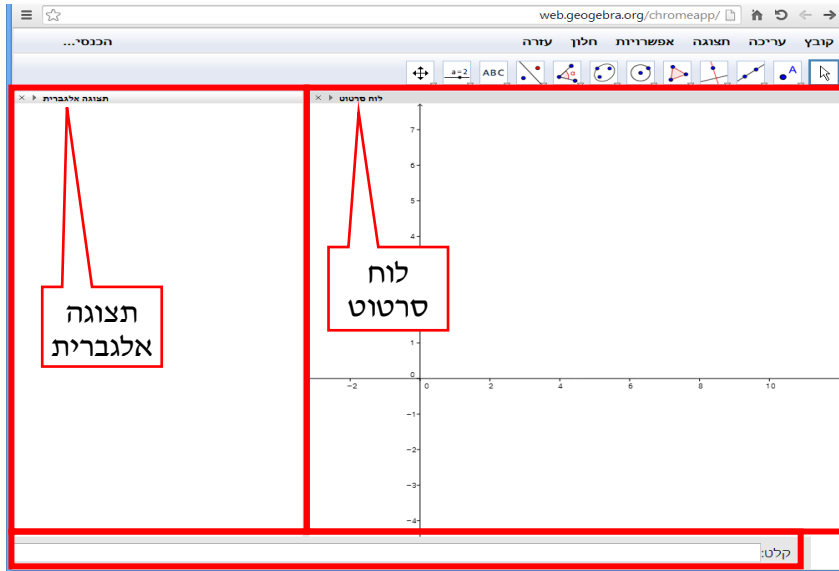 web.geogebra.org/chromeapp/
קובץ עריכה תצוגה אפשרויות חלון עזרה הכנסי...
ABC a=2 A
לוח סרטוט
תצוגה אלגברית
7
6
5
4
לוח
סרטוט
תצוגה
אלגברית
1
0
-2 0 2 4 6 8 10
-1
-2
-3
-4
קלט: